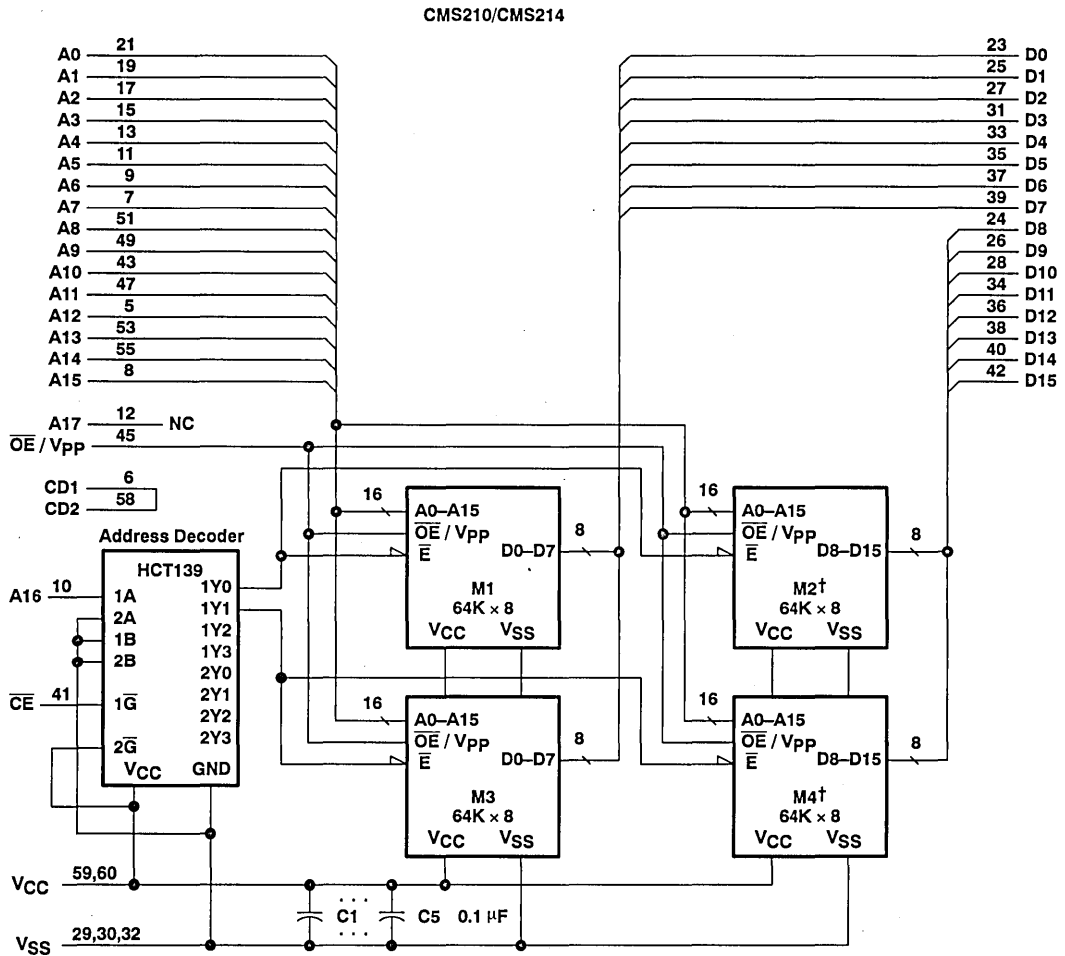 CMS210/CMS214
A0 21
A1 19
A2 17
A3 15
A4 13
A5 11
A6 9
A7 7
A8 51
A9 49
A10 43
A11 47
A12 5
A13 53
A14 55
A15 8
23 D0
25 D1
27 D2
31 D3
33 D4
35 D5
37 D6
39 D7
24 D8
26 D9
28 D10
34 D11
36 D12
38 D13
40 D14
42 D15
A17 12 NC
O̅E̅ / VPP 45
CD1 6
CD2 58
Address Decoder
HCT139
A16 10 1A
2A
1B
2B
C̅E̅ 41 1G̅
2G̅
1Y0
1Y1
1Y2
1Y3
2Y0
2Y1
2Y2
2Y3
VCC GND
16
A0–A15
O̅E̅ / VPP
E̅ D0–D7 8
M1
64K × 8
VCC VSS
16
A0–A15
O̅E̅ / VPP
E̅ D8–D15 8
M2†
64K × 8
VCC VSS
16
A0–A15
O̅E̅ / VPP
E̅ D0–D7 8
M3
64K × 8
VCC VSS
16
A0–A15
O̅E̅ / VPP
E̅ D8–D15 8
M4†
64K × 8
VCC VSS
VCC 59,60
. . .
C1 C5 0.1 μF
. . .
VSS 29,30,32